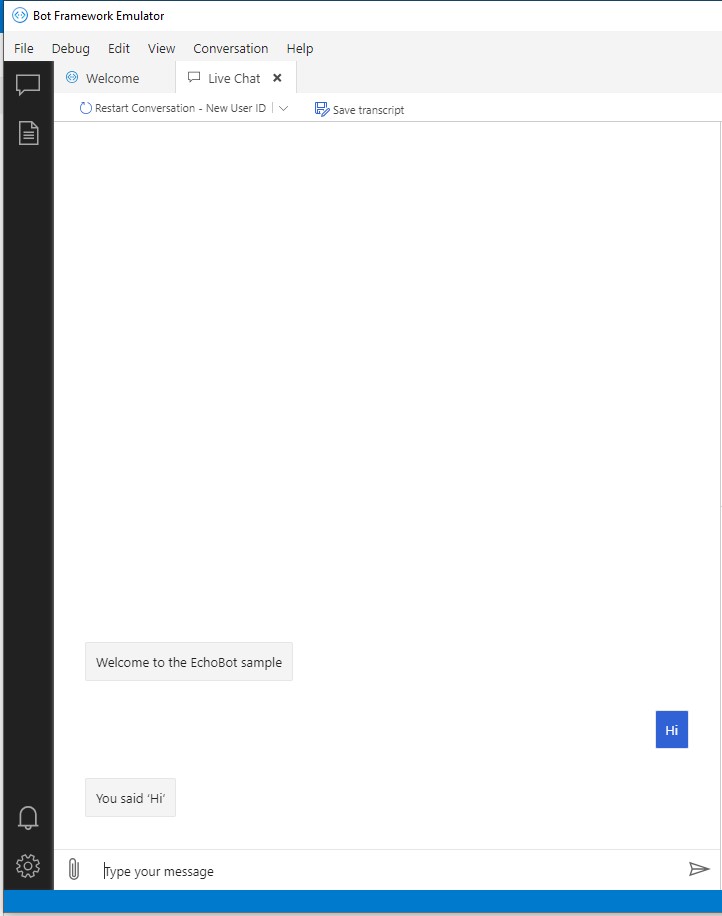 Bot Framework Emulator
File Debug Edit View Conversation Help
Welcome Live Chat
Restart Conversation - New User ID Save transcript
Welcome to the EchoBot sample
Hi
You said 'Hi'
Type your message